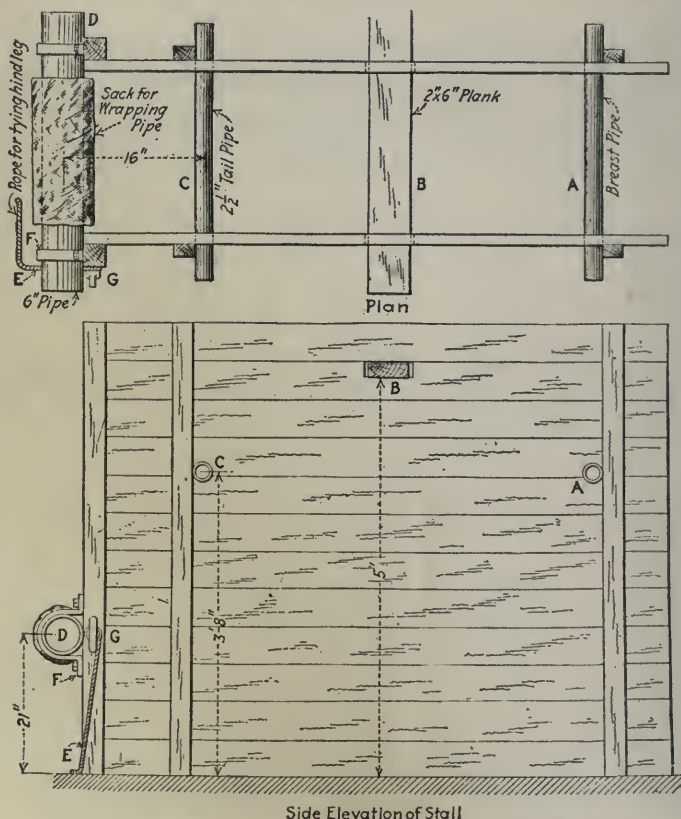 D
Rope for tying hind leg
Sack for
Wrapping
Pipe
16"
C
2½" Tail Pipe
2"x6" Plank
B
A
Breast Pipe
F
E
G
6" Pipe
Plan
B
C
A
5'
3'-8"
D
G
F
21"
E
Side Elevation of Stall